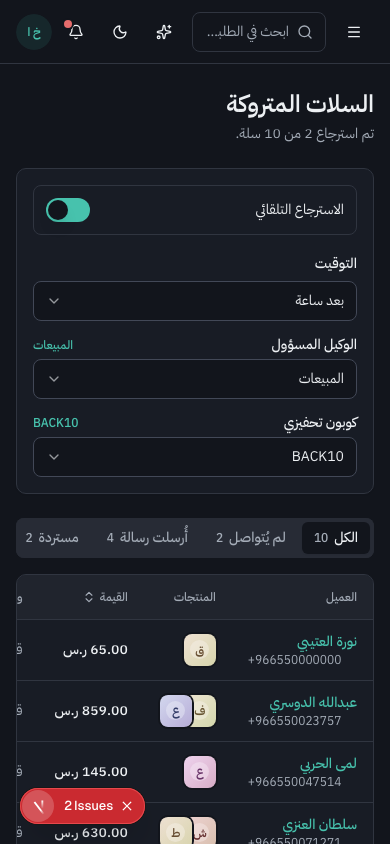 ابحث في الطلبـ...
خ ا
السلات المتروكة
تم استرجاع 2 من 10 سلة.
الاسترجاع التلقائي
التوقيت
بعد ساعة
الوكيل المسؤول المبيعات
المبيعات
كوبون تحفيزي BACK10
BACK10
الكل 10 لم يُتواصل 2 أُرسلت رسالة 4 مستردة 2
العميل المنتجات القيمة
نورة العتيبي
+966550000000
ق
65.00 ر.س
عبدالله الدوسري
+966550023757
ف ع
859.00 ر.س
لمى الحربي
+966550047514
ع
145.00 ر.س
سلطان العنزي
+966550071271
ش ط
630.00 ر.س
2 Issues